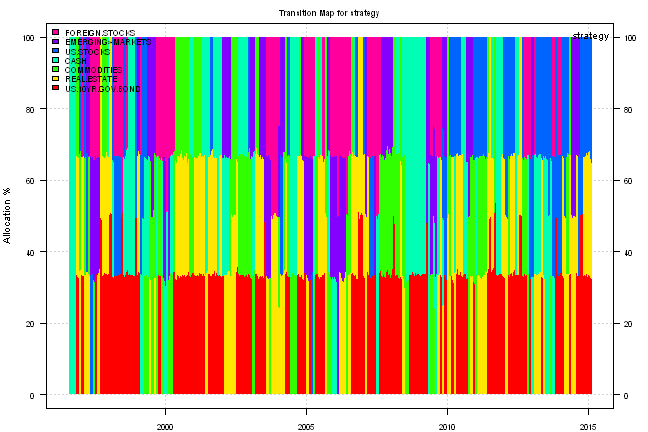 Transition Map for strategy
strategy
FOREIGN.STOCKS
EMERGING>MARKETS
US.STOCKS
CASH
COMMODITIES
REAL.ESTATE
US.10YR.GOV.BOND
Allocation %
100
80
60
40
20
0
100
80
60
40
20
0
2000
2005
2010
2015